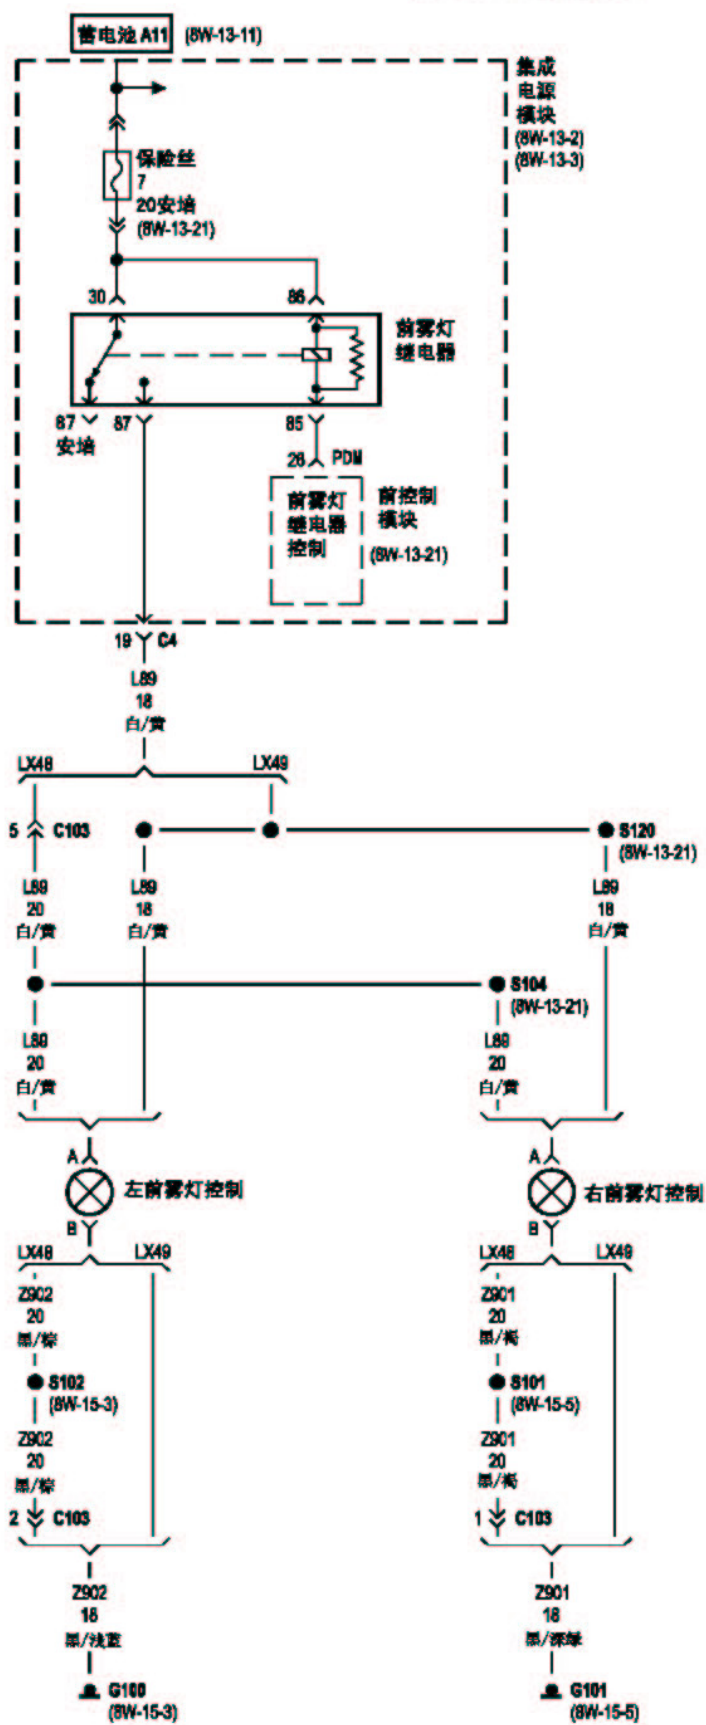 蓄电池 A11 (8W-13-11)
集成
电源
模块
(8W-13-2)
(8W-13-3)
保险丝
7
20安培
(8W-13-21)
30
86
前雾灯
继电器
87
安培
87
85
26 PDM
前雾灯
继电器
控制
前控制
模块
(8W-13-21)
19 C4
L89
18
白/黄
LX48
LX49
5 C103
S120
(8W-13-21)
L89
20
白/黄
L89
18
白/黄
L89
18
白/黄
S104
(8W-13-21)
L89
20
白/黄
L89
20
白/黄
A
左前雾灯控制
B
A
右前雾灯控制
B
LX48
LX49
LX48
LX49
Z902
20
黑/棕
Z901
20
黑/褐
S102
(8W-15-3)
S101
(8W-15-5)
Z902
20
黑/棕
Z901
20
黑/褐
2 C103
1 C103
Z902
18
黑/浅蓝
Z901
18
黑/深绿
G100
(8W-15-3)
G101
(8W-15-5)